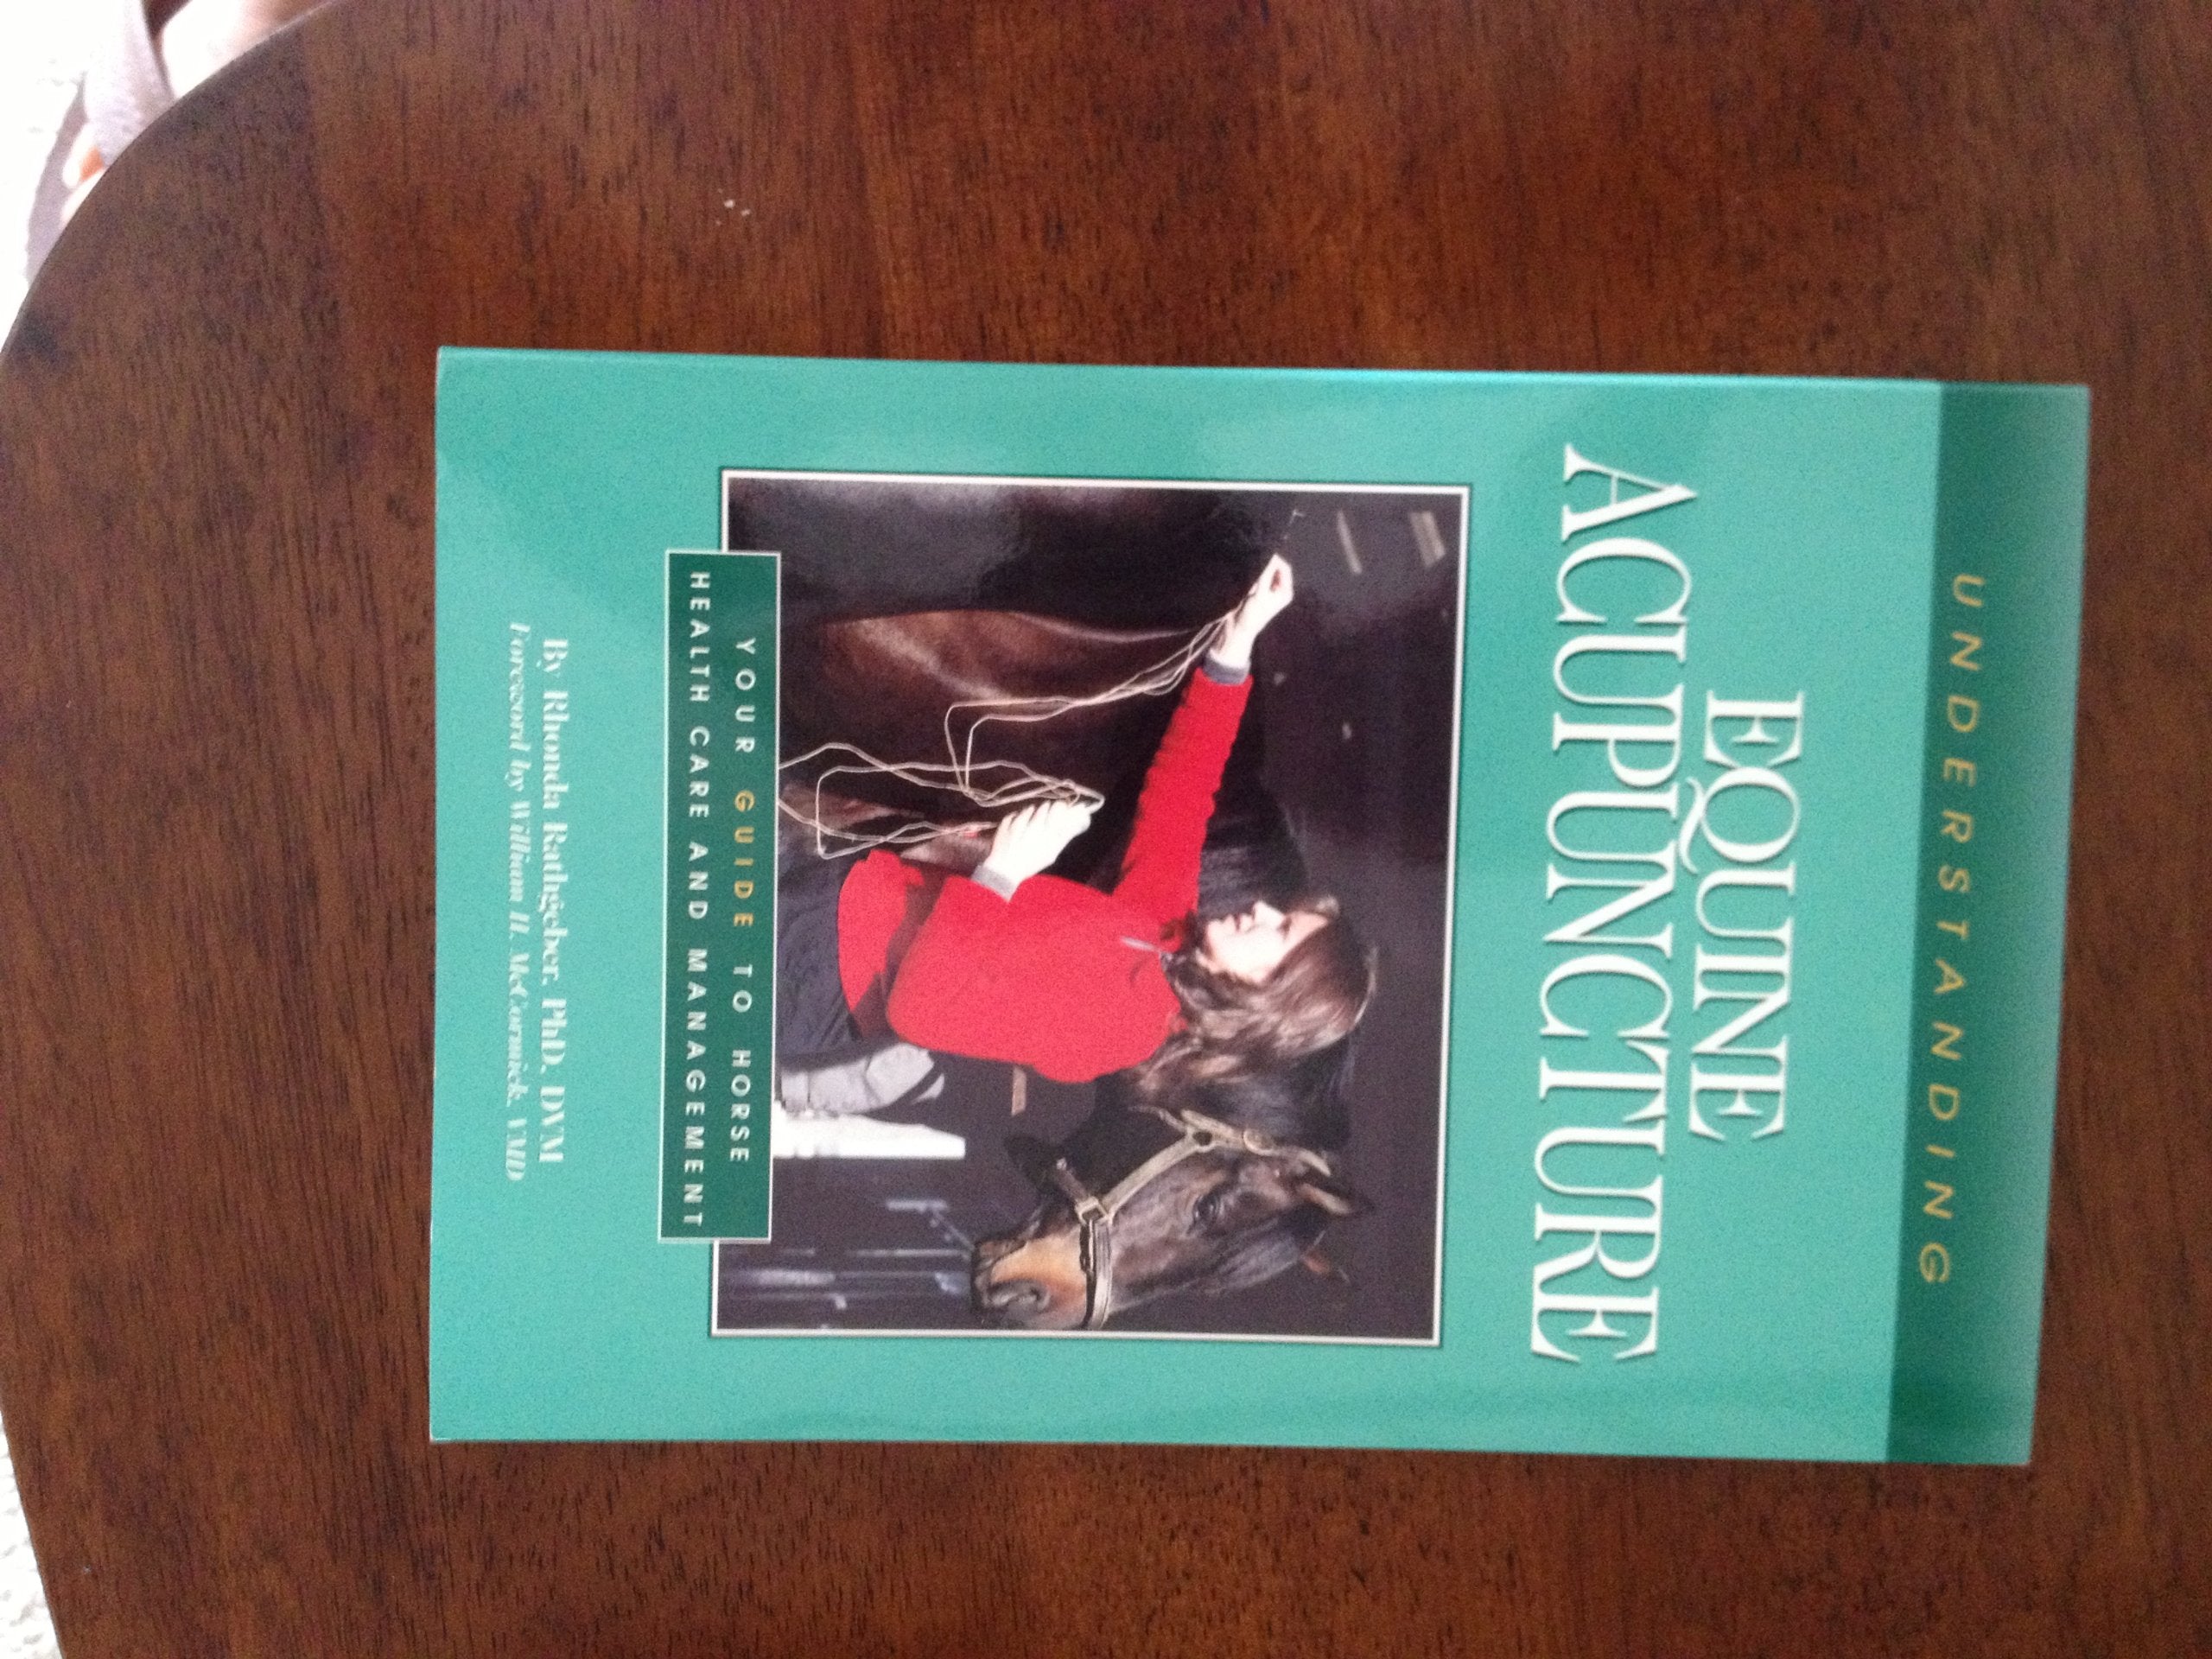 UNDERSTANDING
EQUINE
ACUPUNCTURE
YOUR GUIDE TO HORSE
HEALTH CARE AND MANAGEMENT
By Rhonda Rathgeber, PhD, DVM
Foreword by William H. McCormick, VMD